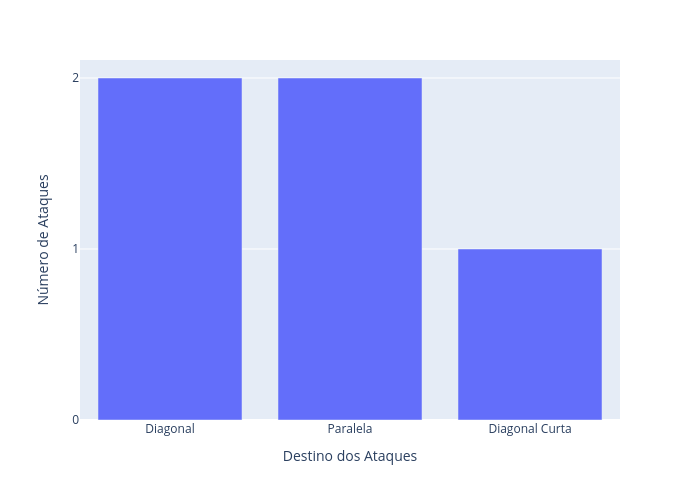 Número de Ataques
2
1
0
Diagonal
Paralela
Diagonal Curta
Destino dos Ataques